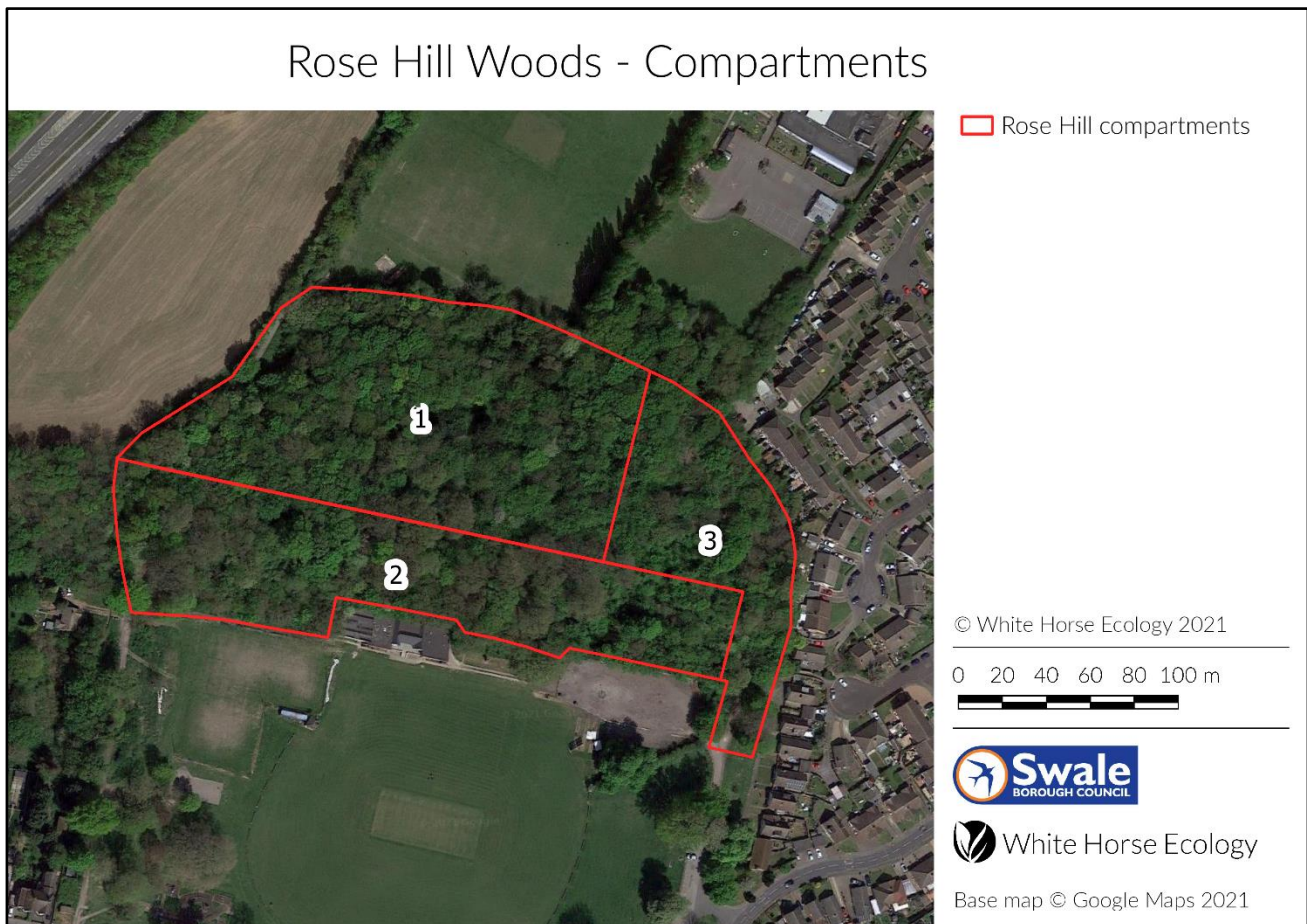 Rose Hill Woods - Compartments
Rose Hill compartments
1
2
3
© White Horse Ecology 2021
0 20 40 60 80 100 m
Swale
BOROUGH COUNCIL
White Horse Ecology
Base map © Google Maps 2021